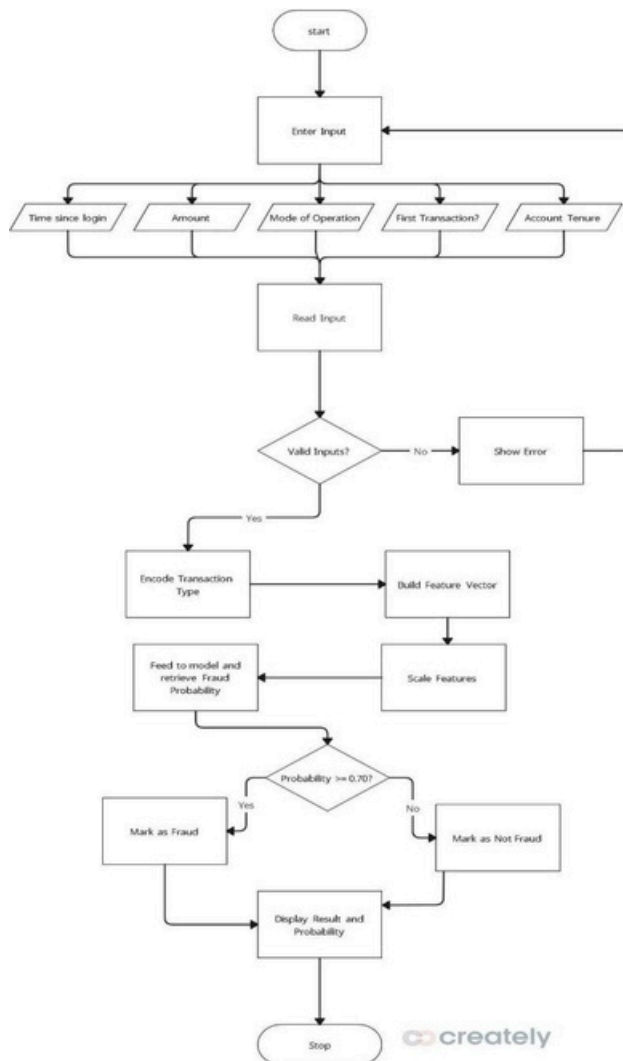 start
Enter Input
Time since login
Amount
Mode of Operation
First Transaction?
Account Tenure
Read Input
Valid Inputs?
No
Show Error
Yes
Encode Transaction
Type
Build Feature Vector
Feed to model and
retrieve Fraud
Probability
Scale Features
Probability >= 0.70?
Yes
No
Mark as Fraud
Mark as Not Fraud
Display Result and
Probability
Stop
creately